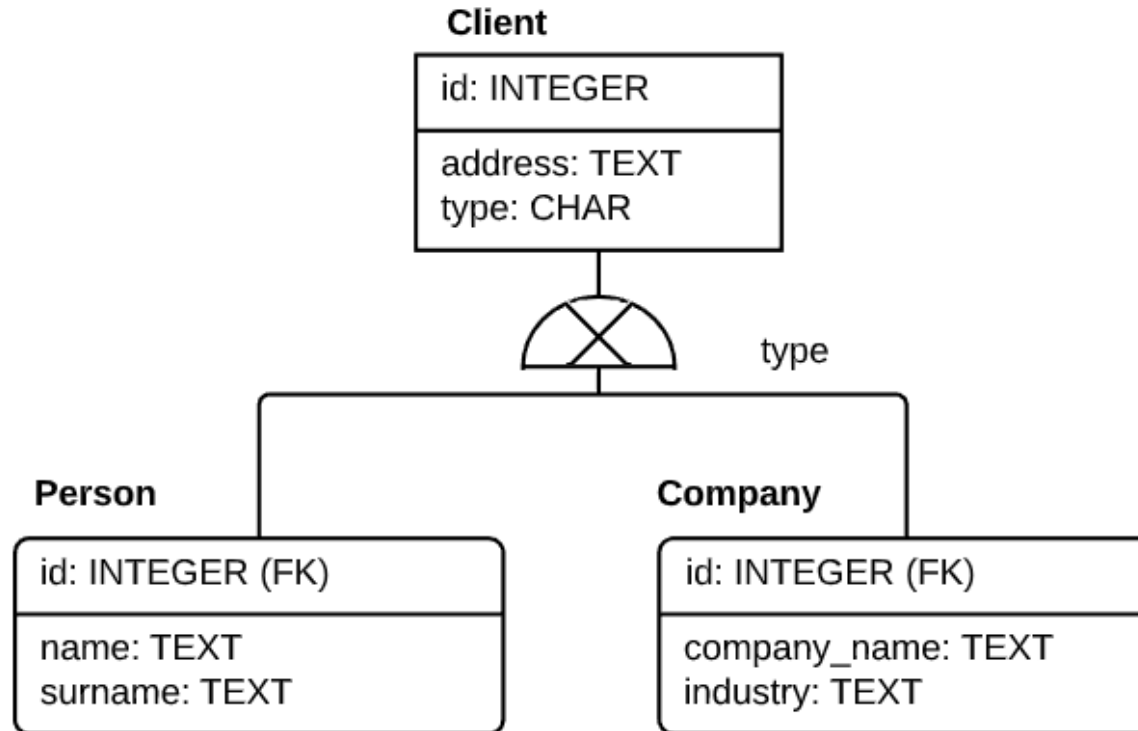 Client
id: INTEGER
address: TEXT
type: CHAR
type
Person
id: INTEGER (FK)
name: TEXT
surname: TEXT
Company
id: INTEGER (FK)
company_name: TEXT
industry: TEXT